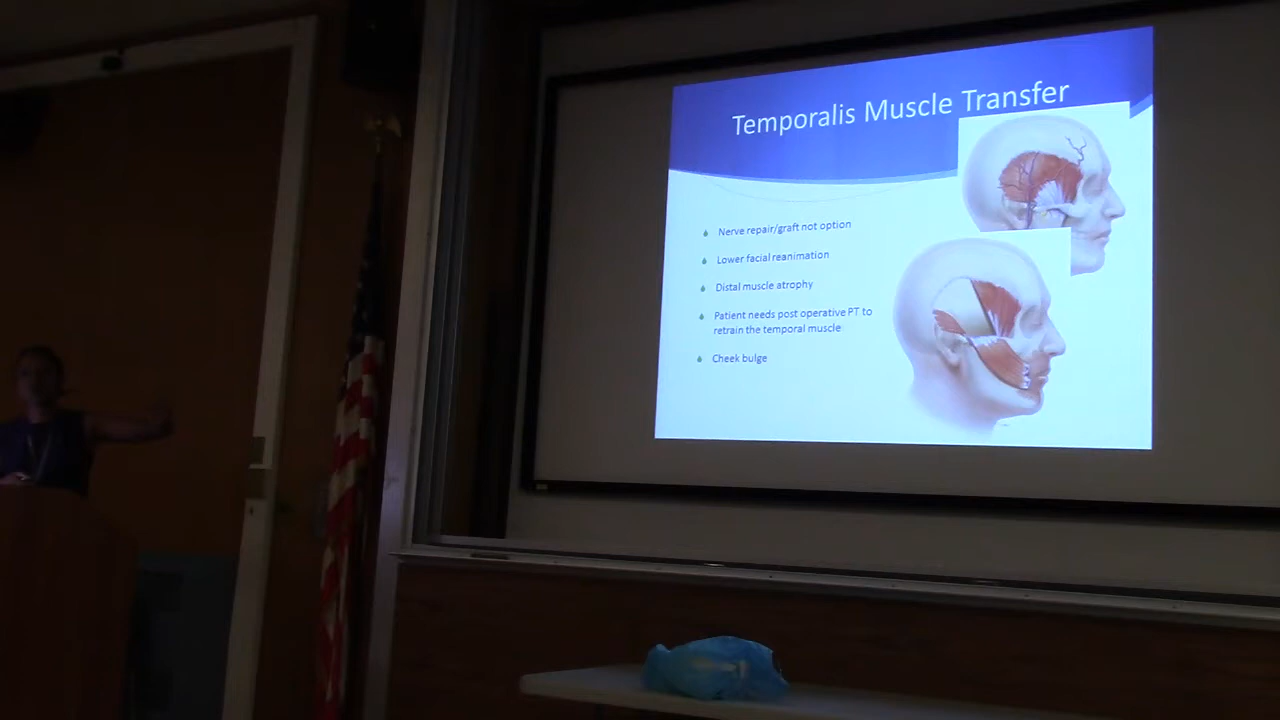 Temporalis Muscle Transfer
Nerve repair/graft not option
Lower facial reanimation
Distal muscle atrophy
Patient needs post operative PT to
retrain the temporal muscle
Cheek bulge